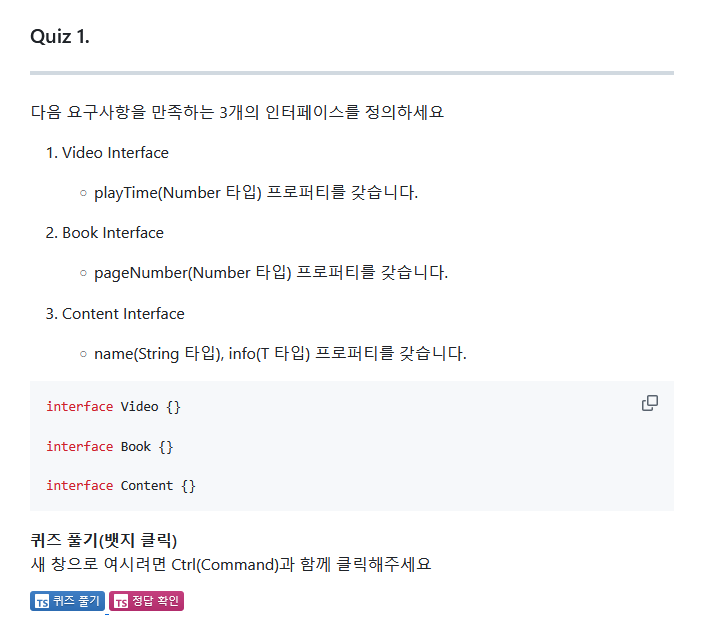 Quiz 1.
다음 요구사항을 만족하는 3개의 인터페이스를 정의하세요
1. Video Interface
○ playTime(Number 타입) 프로퍼티를 갖습니다.
2. Book Interface
○ pageNumber(Number 타입) 프로퍼티를 갖습니다.
3. Content Interface
○ name(String 타입), info(T 타입) 프로퍼티를 갖습니다.
interface Video {}
interface Book {}
interface Content {}
퀴즈 풀기(뱃지 클릭)
새 창으로 여시려면 Ctrl(Command)과 함께 클릭해주세요
TS 퀴즈 풀기 TS 정답 확인